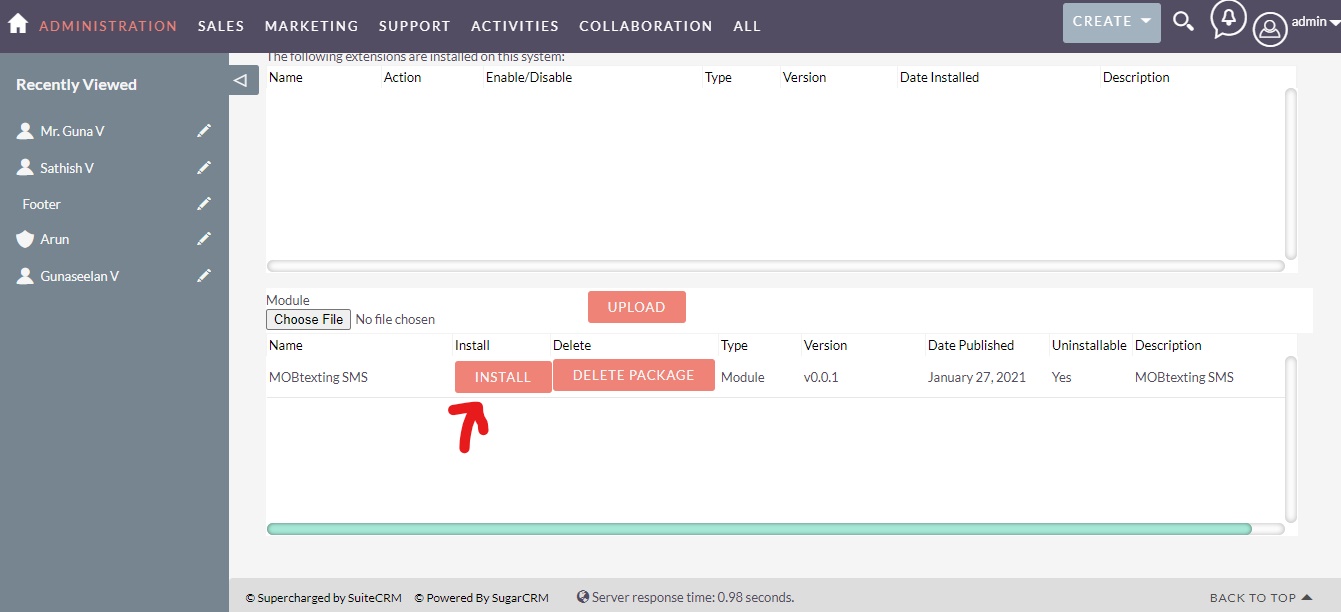 ADMINISTRATION SALES MARKETING SUPPORT ACTIVITIES COLLABORATION ALL CREATE admin
Recently Viewed
Mr. Guna V
Sathish V
Footer
Arun
Gunaseelan V
The following extensions are installed on this system:
Name Action Enable/Disable Type Version Date Installed Description
Module
UPLOAD
Choose File No file chosen
Name Install Delete Type Version Date Published Uninstallable Description
MOBtexting SMS INSTALL DELETE PACKAGE Module v0.0.1 January 27, 2021 Yes MOBtexting SMS
© Supercharged by SuiteCRM © Powered By SugarCRM Server response time: 0.98 seconds. BACK TO TOP